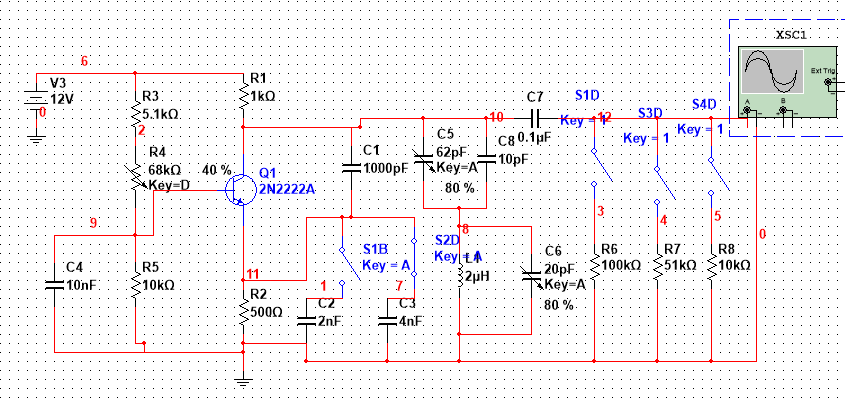 XSC1
Ext Trig
A
B
6
V3
12V
0
R1
1kΩ
R3
5.1kΩ
2
R4
68kΩ
Key=D
40 %
Q1
2N2222A
9
C4
10nF
R5
10kΩ
11
R2
500Ω
C1
1000pF
S1B
Key = A
S2D
Key = A
1
C2
2nF
7
C3
4nF
C5
62pF
Key=A
80 %
10
C8
10pF
8
L1
2µH
C6
20pF
Key=A
80 %
C7
0.1µF
S1D
Key = 1
12
S3D
Key = 1
S4D
Key = 1
3
4
5
0
R6
100kΩ
R7
51kΩ
R8
10kΩ